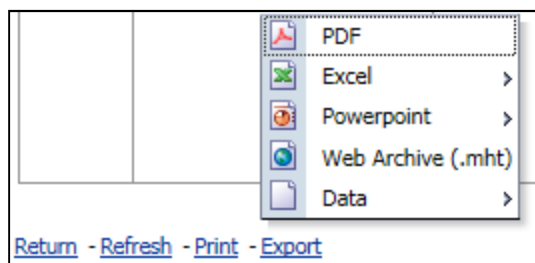 PDF
Excel
Powerpoint
Web Archive (.mht)
Data
Return - Refresh - Print - Export